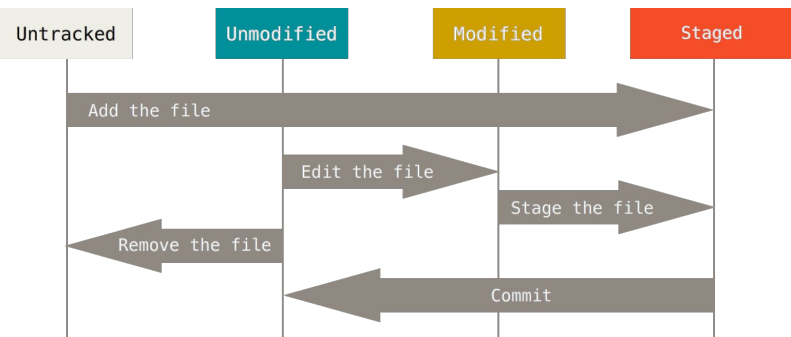 Untracked
Unmodified
Modified
Staged
Add the file
Edit the file
Stage the file
Remove the file
Commit